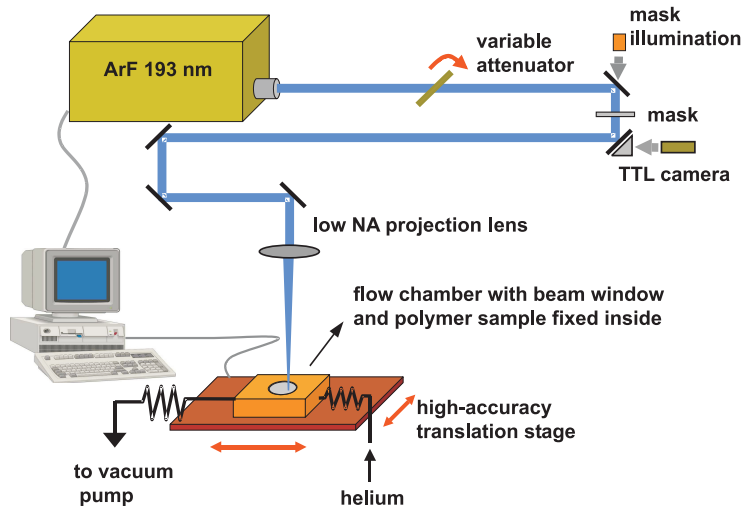 mask
illumination
variable
attenuator
ArF 193 nm
mask
TTL camera
low NA projection lens
flow chamber with beam window
and polymer sample fixed inside
high-accuracy
translation stage
to vacuum
pump
helium